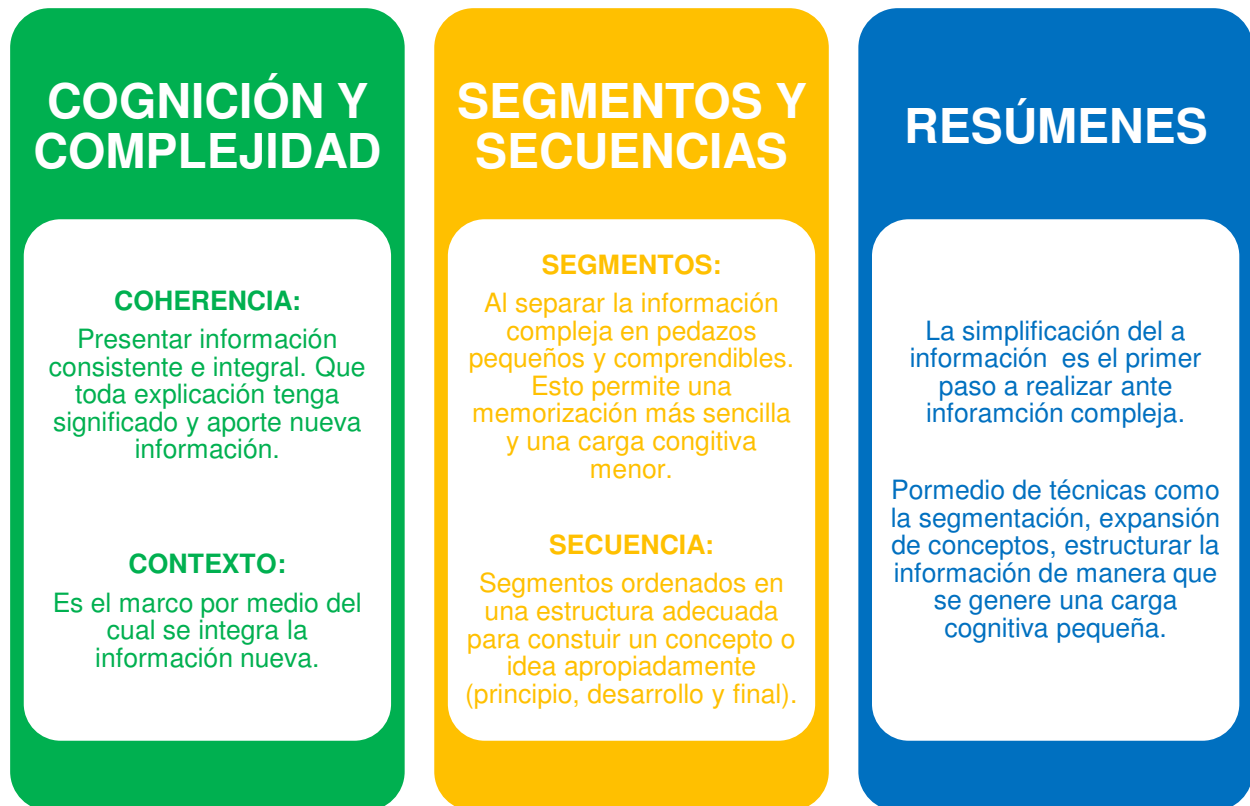 COGNICIÓN Y
COMPLEJIDAD
COHERENCIA:
Presentar información
consistente e integral. Que
toda explicación tenga
significado y aporte nueva
información.
CONTEXTO:
Es el marco por medio del
cual se integra la
información nueva.
SEGMENTOS Y
SECUENCIAS
SEGMENTOS:
Al separar la información
compleja en pedazos
pequeños y comprendibles.
Esto permite una
memorización más sencilla
y una carga congitiva
menor.
SECUENCIA:
Segmentos ordenados en
una estructura adecuada
para constuir un concepto o
idea apropiadamente
(principio, desarrollo y final).
RESÚMENES
La simplificación del a
información es el primer
paso a realizar ante
inforamción compleja.
Pormedio de técnicas como
la segmentación, expansión
de conceptos, estructurar la
información de manera que
se genere una carga
cognitiva pequeña.